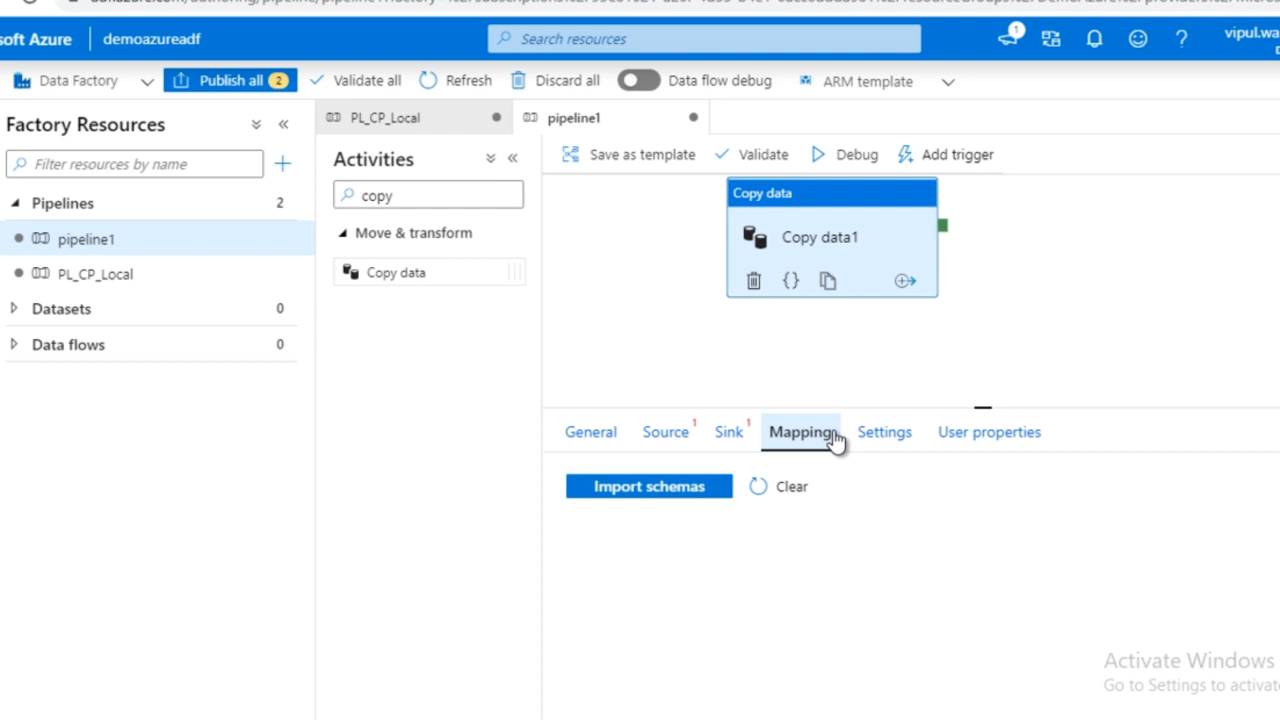 soft Azure
demoazureadf
Search resources
1
vipul.wa
Data Factory
Publish all 2
Validate all
Refresh
Discard all
Data flow debug
ARM template
Factory Resources
PL_CP_Local
pipeline1
Filter resources by name
Activities
Save as template
Validate
Debug
Add trigger
copy
Pipelines 2
Move & transform
pipeline1
Copy data
PL_CP_Local
Datasets 0
Data flows 0
Copy data
Copy data1
General
Source 1
Sink 1
Mapping
Settings
User properties
Import schemas
Clear
Activate Windows
Go to Settings to activat